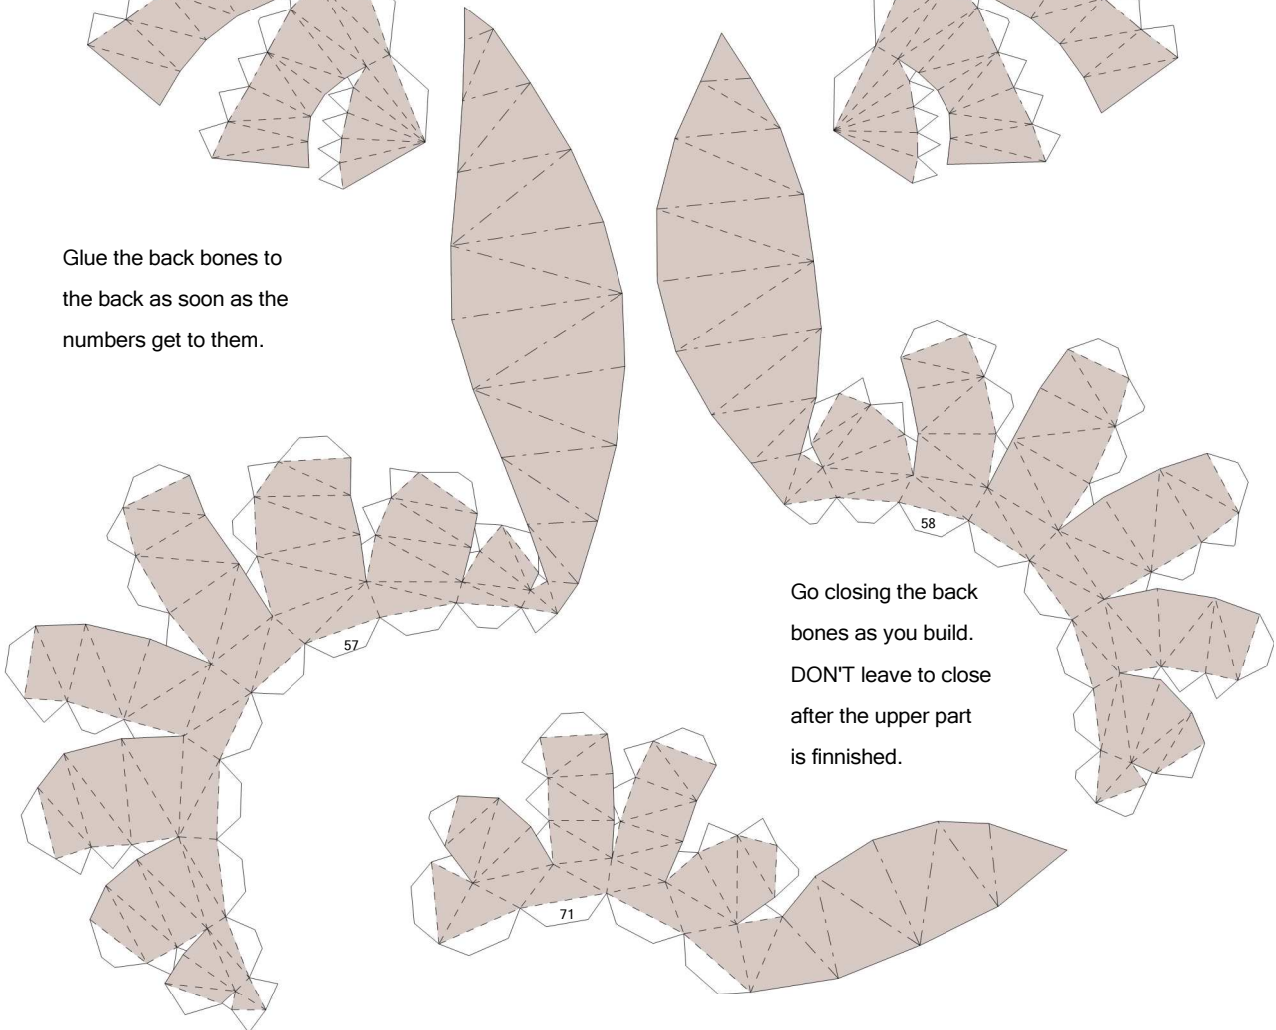 Glue the back bones to
the back as soon as the
numbers get to them.
58
Go closing the back
bones as you build.
DON'T leave to close
after the upper part
is finnished.
57
71